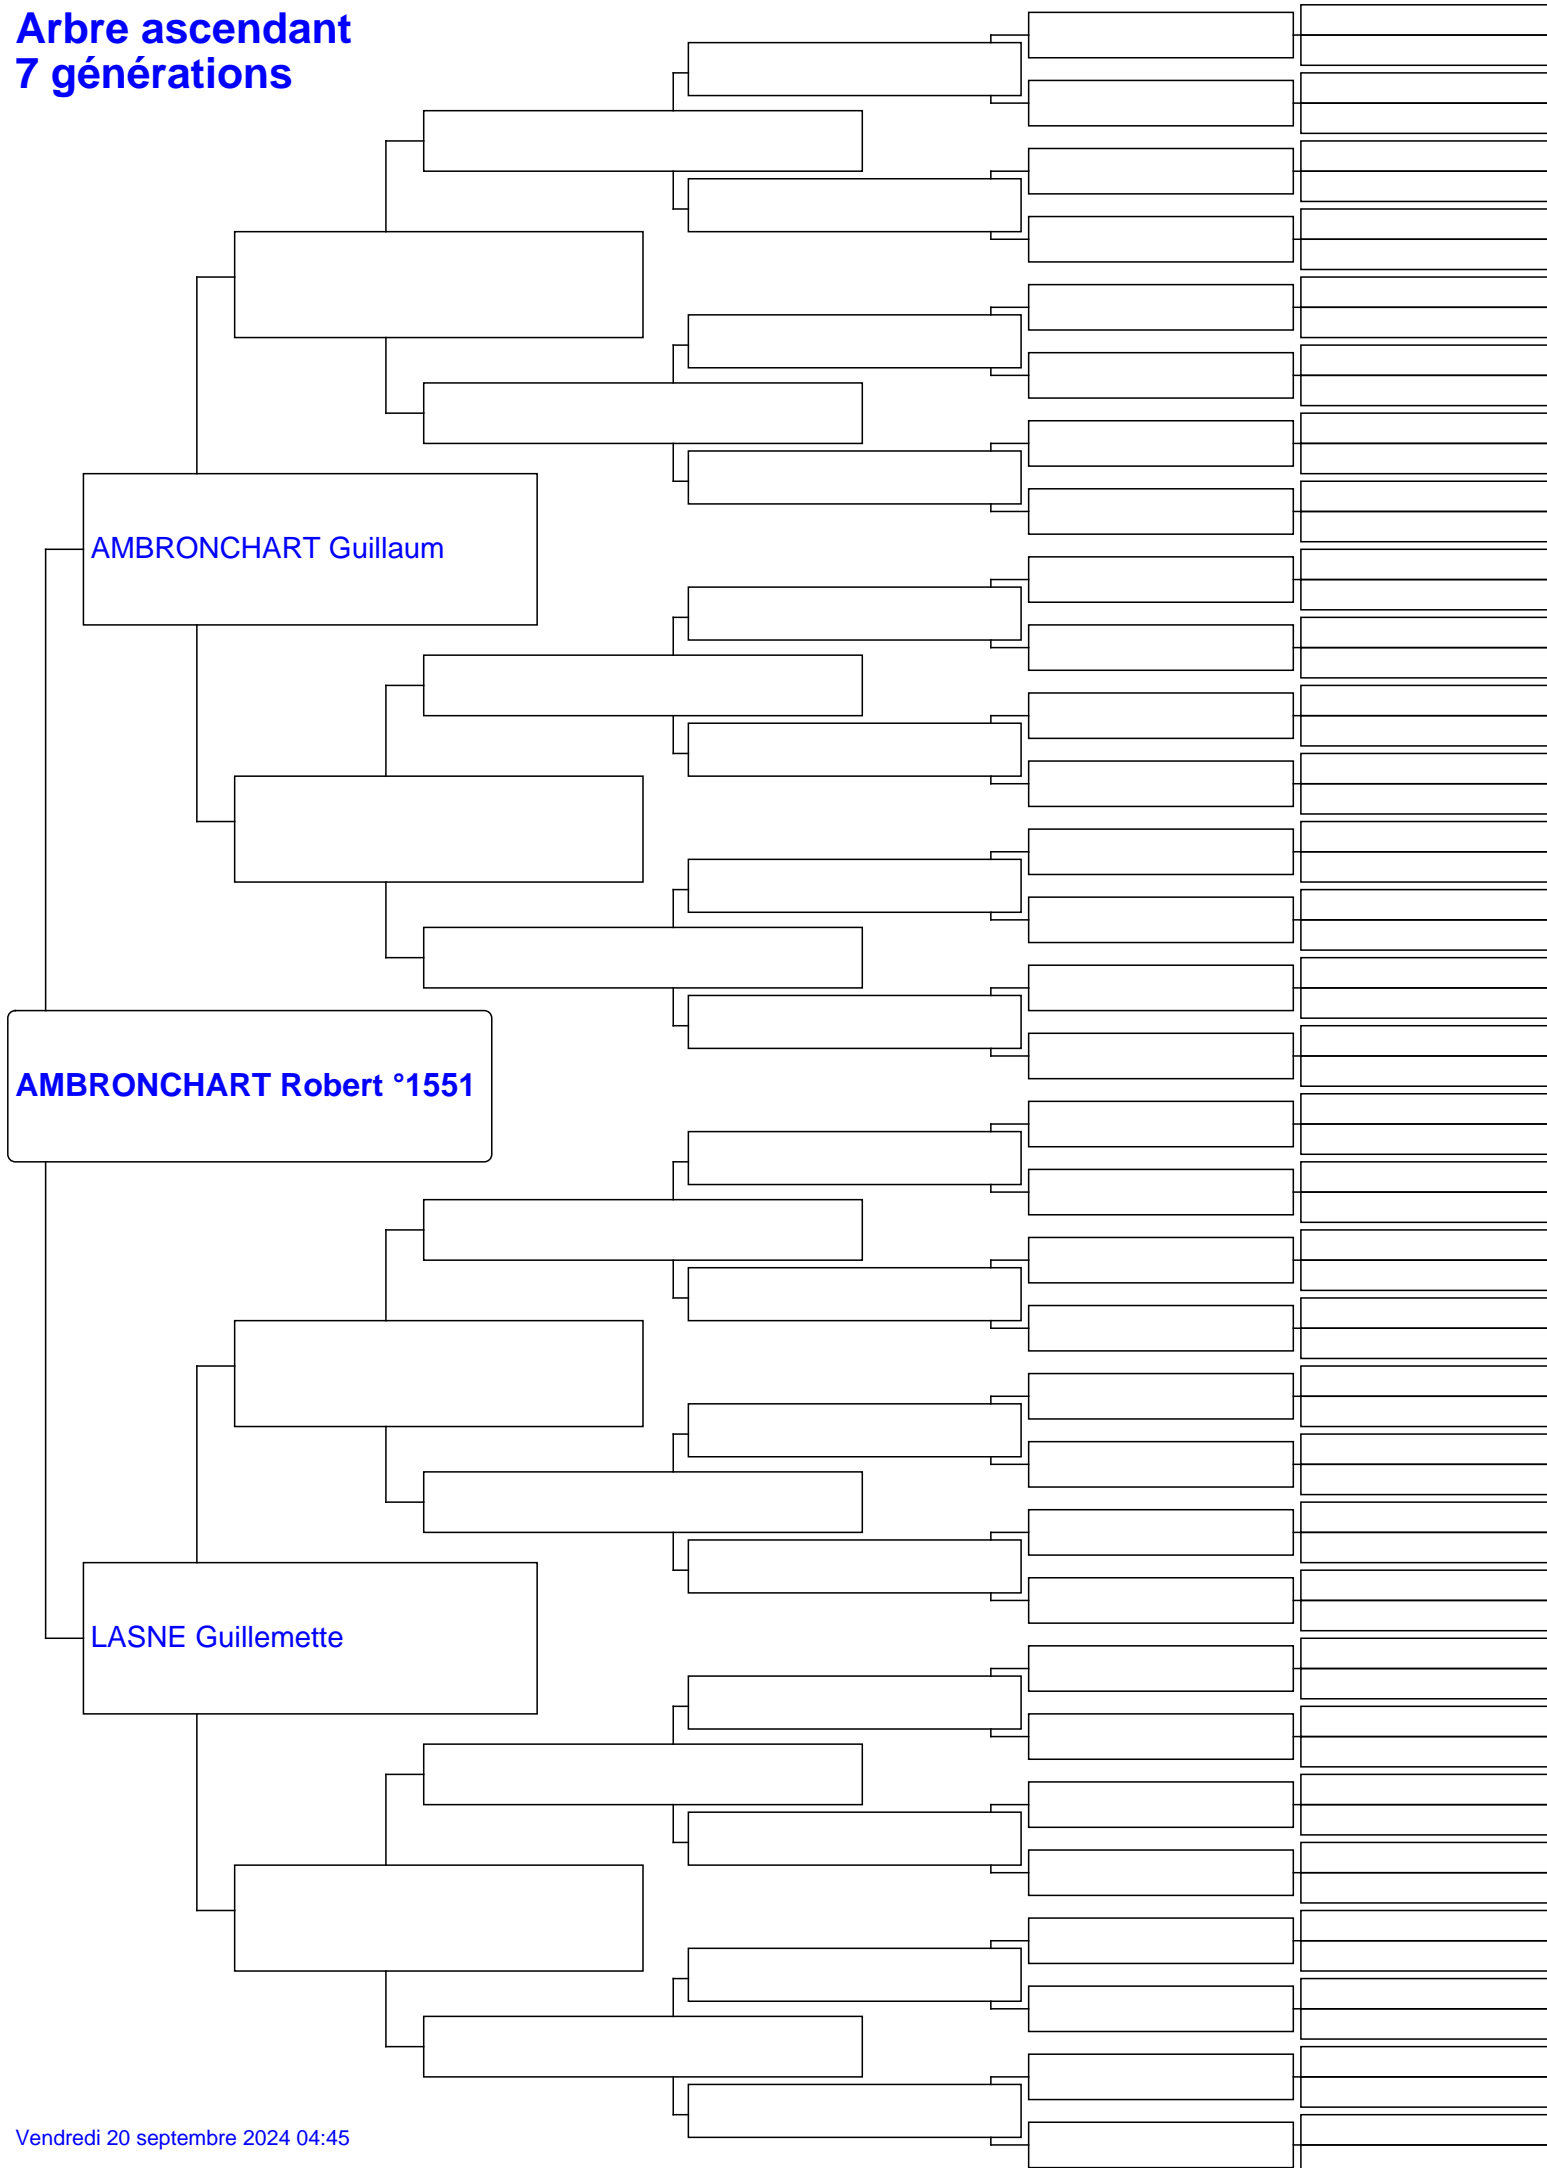 Arbre ascendant
7 générations
AMBRONCHART Guillaum
AMBRONCHART Robert °1551
LASNE Guillemette
Vendredi 20 septembre 2024 04:45